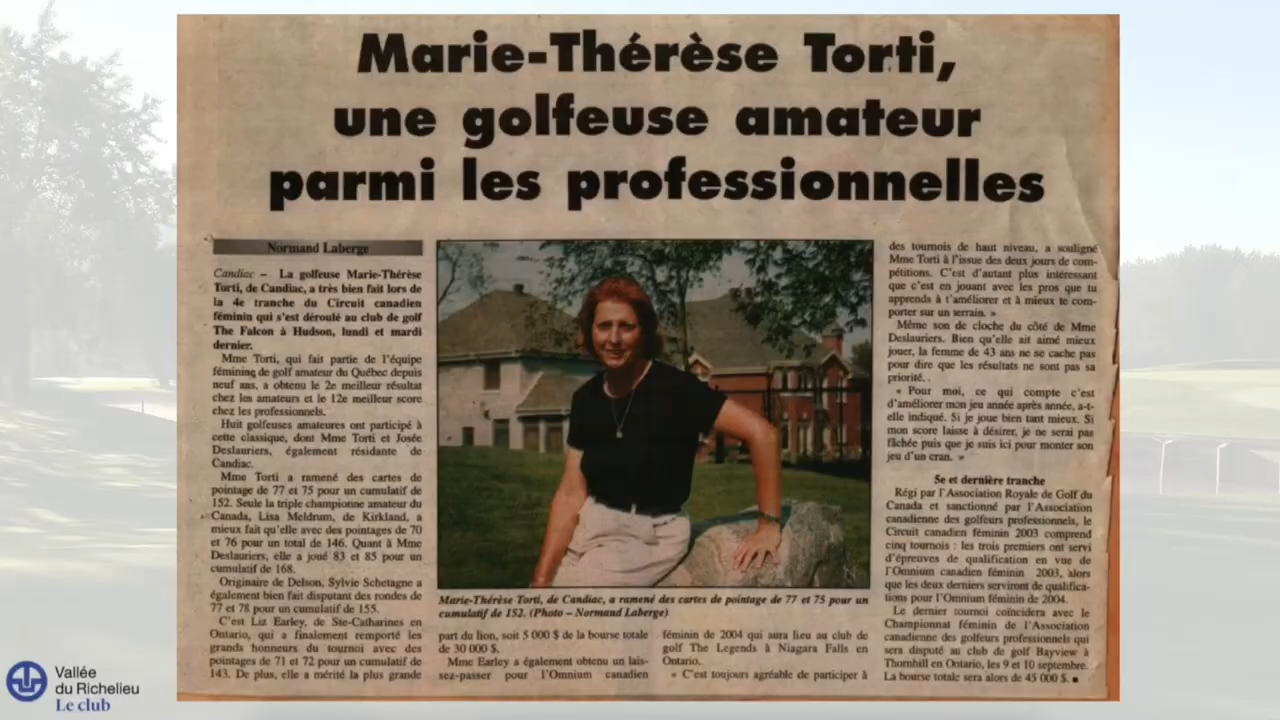 Marie-Thérèse Torti,
une golfeuse amateur
parmi les professionnelles
Normand Laberge
Candiac – La golfeuse Marie-Thérèse
Torti, de Candiac, a très bien fait lors de
la 4e tranche du Circuit canadien
féminin qui s'est déroulé au club de golf
The Falcon à Hudson, lundi et mardi
dernier.
Mme Torti, qui fait partie de l'équipe
fémining de golf amateur du Québec depuis
neuf ans, a obtenu le 2e meilleur résultat
chez les amateurs et le 12e meilleur score
chez les professionnels.
Huit golfeuses amateures ont participé à
cette classique, dont Mme Torti et Josée
Deslauriers, également résidante de
Candiac.
Mme Torti a ramené des cartes de
pointage de 77 et 75 pour un cumulatif de
152. Seule la triple championne amateur du
Canada, Lisa Meldrum, de Kirkland, a
mieux fait qu'elle avec des pointages de 70
et 76 pour un total de 146. Quant à Mme
Deslauriers, elle a joué 83 et 85 pour un
cumulatif de 168.
Originaire de Delson, Sylvie Schetagne a
également bien fait disputant des rondes de
77 et 78 pour un cumulatif de 155.
C'est Liz Earley, de Ste-Catharines en
Ontario, qui a finalement remporté les
grands honneurs du tournoi avec des
pointages de 71 et 72 pour un cumulatif de
143. De plus, elle a mérité la plus grande
Marie-Thérèse Torti, de Candiac, a ramené des cartes de pointage de 77 et 75 pour un
cumulatif de 152. (Photo – Normand Laberge)
part du lion, soit 5 000 $ de la bourse totale
de 30 000 $.
Mme Earley a également obtenu un lais-
sez-passer pour l'Omnium canadien
féminin de 2004 qui aura lieu au club de
golf The Legends à Niagara Falls en
Ontario.
« C'est toujours agréable de participer à
des tournois de haut niveau, a souligné
Mme Torti à l'issue des deux jours de com-
pétitions. C'est d'autant plus intéressant
que c'est en jouant avec les pros que tu
apprends à t'améliorer et à mieux te com-
porter sur un terrain. »
Même son de cloche du côté de Mme
Deslauriers. Bien qu'elle ait aimé mieux
jouer, la femme de 43 ans ne se cache pas
pour dire que les résultats ne sont pas sa
priorité. .
« Pour moi, ce qui compte c'est
d'améliorer mon jeu année après année, a-t-
elle indiqué. Si je joue bien tant mieux. Si
mon score laisse à désirer, je ne serai pas
fâchée puis que je suis ici pour monter son
jeu d'un cran. »
5e et dernière tranche
Régi par l'Association Royale de Golf du
Canada et sanctionné par l'Association
canadienne des golfeurs professionnels, le
Circuit canadien féminin 2003 comprend
cinq tournois : les trois premiers ont servi
d'épreuves de qualification en vue de
l'Omnium canadien féminin 2003, alors
que les deux derniers serviront de qualifica-
tions pour l'Omnium féminin de 2004.
Le dernier tournoi coïncidera avec le
Championnat féminin de l'Association
canadienne des golfeurs professionnels qui
sera disputé au club de golf Bayview à
Thornhill en Ontario, les 9 et 10 septembre.
La bourse totale sera alors de 45 000 $. ■
Vallée
du Richelieu
Le club